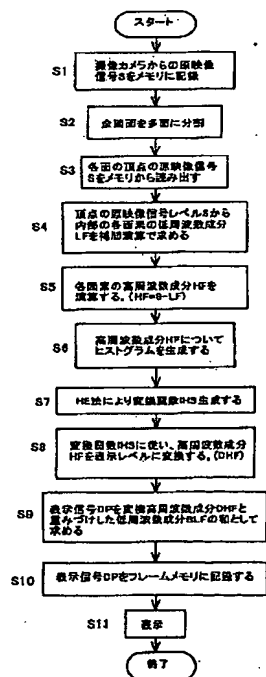 スタート
S1
撮像カメラからの原映像
信号Sをメモリに記録
S2
全画面を多面に分割
S3
各面の頂点の原映像信号
Sをメモリから読み出す
S4
頂点の原映像信号レベルSから
内部の各画素の低周波数成分
LFを補間演算で求める
S5
各画素の高周波数成分HFを
演算する。(HF=S-LF)
S6
高周波数成分HFについて
ヒストグラムを生成する
S7
HE法により変換関数IHS生成する
S8
変換関数IHSに従い、高周波数成分
HFを表示レベルに変換する。(DHF)
S9
表示信号DPを変換高周波数成分DHFと
重みづけした低周波数成分BLFの和として
求める
S10
表示信号DPをフレームメモリに記録する
S11
表示
終了